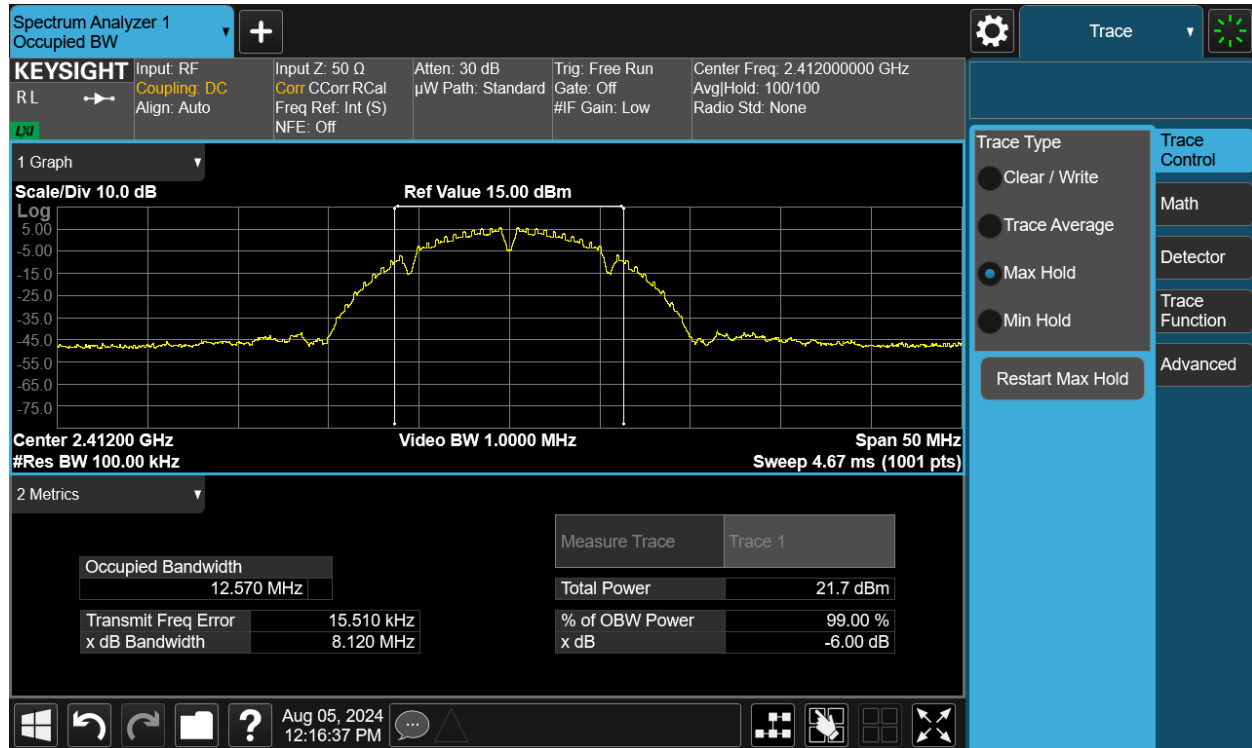 Spectrum Analyzer 1
Occupied BW
+
Trace
KEYSIGHT
R L
LXI
Input: RF
Coupling: DC
Align: Auto
Input Z: 50 Ω
Corr CCorr RCal
Freq Ref: Int (S)
NFE: Off
Atten: 30 dB
µW Path: Standard
Trig: Free Run
Gate: Off
#IF Gain: Low
Center Freq: 2.412000000 GHz
Avg|Hold: 100/100
Radio Std: None
1 Graph
Scale/Div 10.0 dB
Ref Value 15.00 dBm
Log
5.00
-5.00
-15.0
-25.0
-35.0
-45.0
-55.0
-65.0
-75.0
Center 2.41200 GHz
Video BW 1.0000 MHz
Span 50 MHz
#Res BW 100.00 kHz
Sweep 4.67 ms (1001 pts)
2 Metrics
Measure Trace
Trace 1
Occupied Bandwidth
12.570 MHz
Total Power
21.7 dBm
Transmit Freq Error
15.510 kHz
% of OBW Power
99.00 %
x dB Bandwidth
8.120 MHz
x dB
-6.00 dB
Trace Type
Clear / Write
Trace Average
Max Hold
Min Hold
Restart Max Hold
Trace
Control
Math
Detector
Trace
Function
Advanced
?
Aug 05, 2024
12:16:37 PM